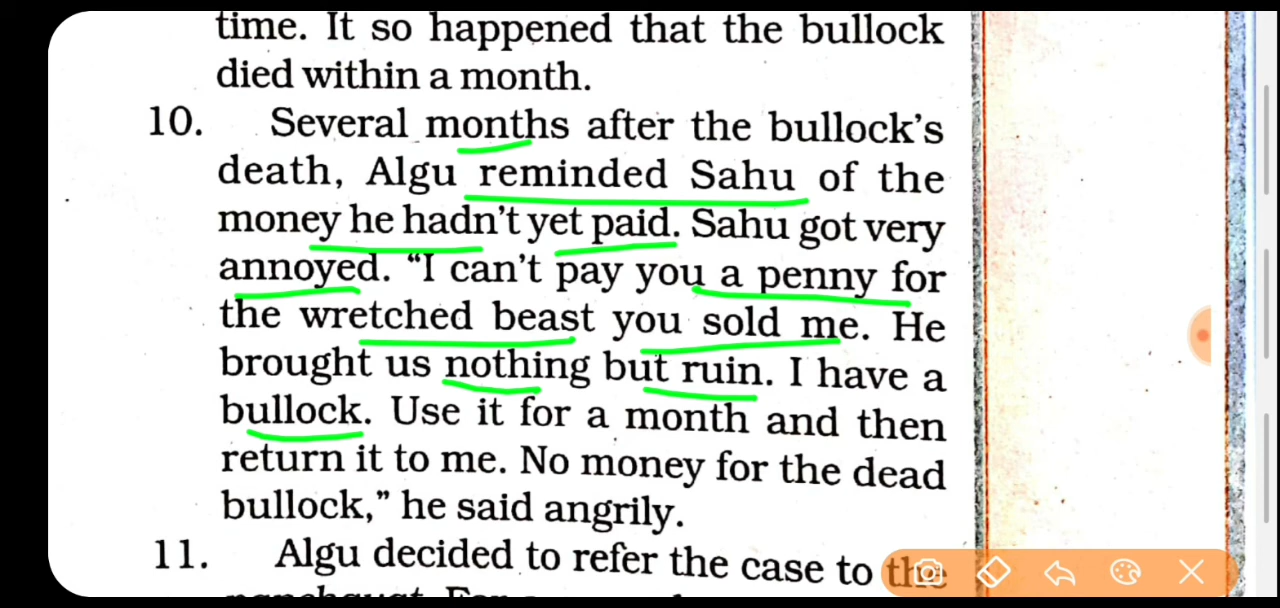 time. It so happened that the bullock
died within a month.
10. Several months after the bullock's
death, Algu reminded Sahu of the
money he hadn't yet paid. Sahu got very
annoyed. “I can't pay you a penny for
the wretched beast you sold me. He
brought us nothing but ruin. I have a
bullock. Use it for a month and then
return it to me. No money for the dead
bullock,” he said angrily.
11. Algu decided to refer the case to the